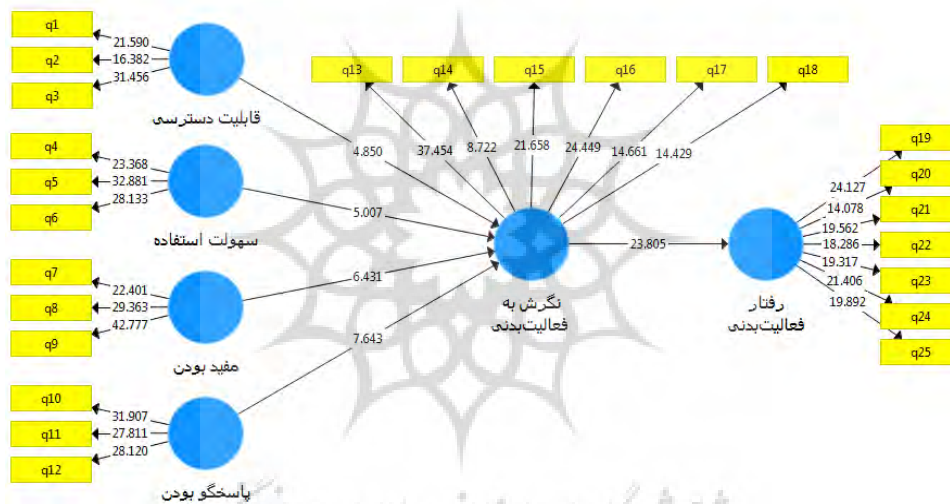 q1
q2
q3
21.590
16.382
31.456
قابلیت دسترسی
q4
q5
q6
23.368
32.881
28.133
سهولت استفاده
q7
q8
q9
22.401
29.363
42.777
مفید بودن
q10
q11
q12
31.907
27.811
28.120
پاسخگو بودن
4.850
5.007
6.431
7.643
q13
q14
q15
q16
q17
q18
37.454
8.722
21.658
24.449
14.661
14.429
نگرش به
فعالیت‌بدنی
23.805
رفتار
فعالیت‌بدنی
24.127
14.078
19.562
18.286
19.317
21.406
19.892
q19
q20
q21
q22
q23
q24
q25